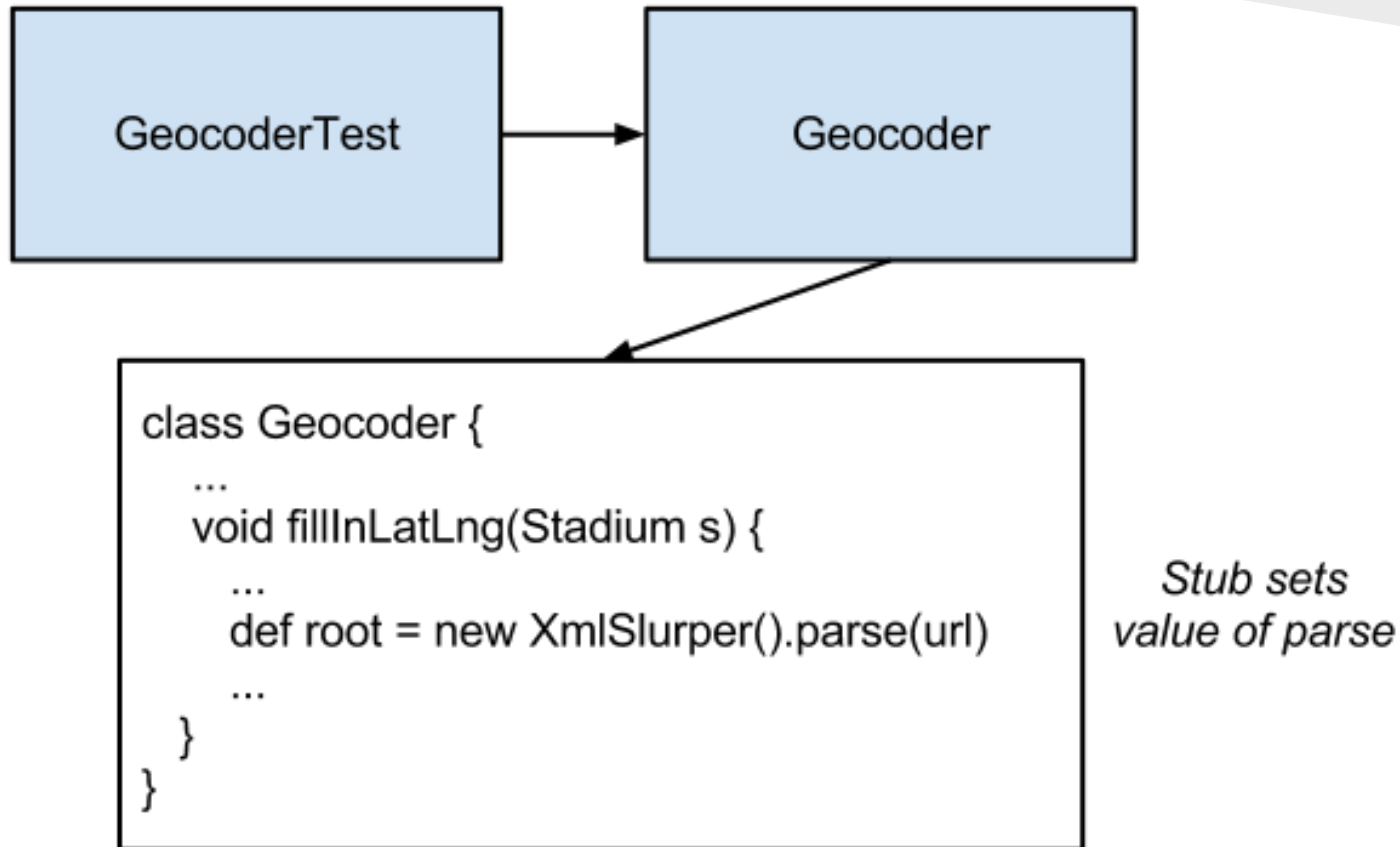 GeocoderTest
Geocoder
class Geocoder {
...
void fillInLatLng(Stadium s) {
...
def root = new XmlSlurper().parse(url)
...
}
}
Stub sets
value of parse